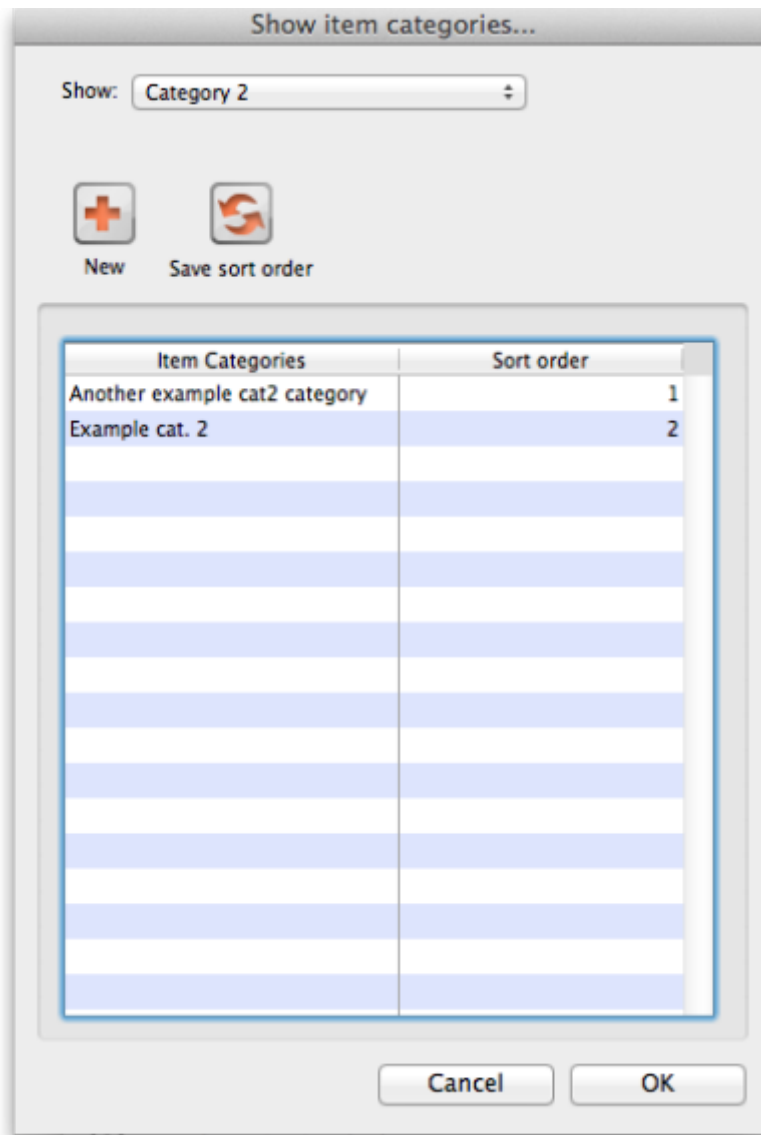 Show item categories...
Show: Category 2
New Save sort order
Item Categories Sort order
Another example cat2 category 1
Example cat. 2 2
Cancel OK